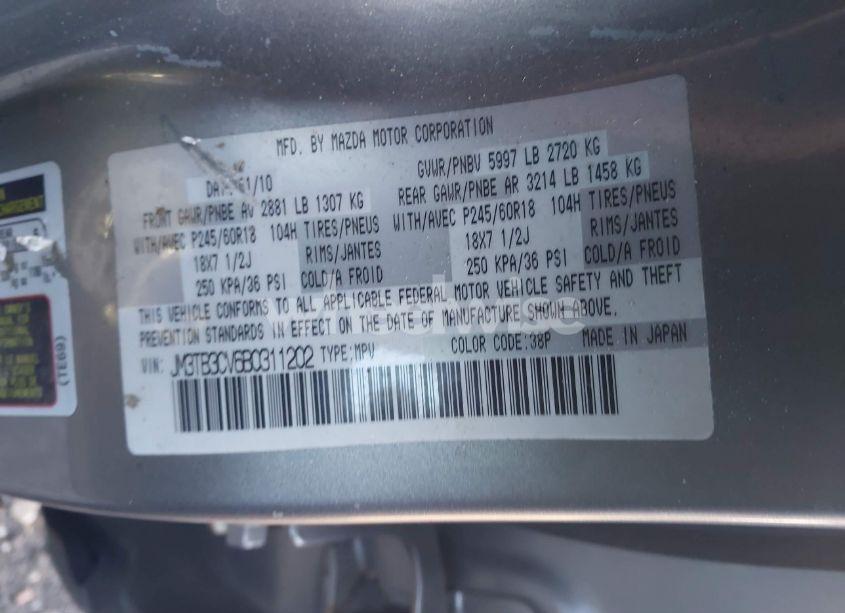 MFD. BY MAZDA MOTOR CORPORATION
GVWR/PNBV 5997 LB 2720 KG
FRONT GAWR/PNBE AV 2881 LB 1307 KG
REAR GAWR/PNBE AR 3214 LB 1458 KG
WITH/AVEC P245/60R18 104H TIRES/PNEUS
WITH/AVEC P245/60R18 104H TIRES/PNEUS
18X7 1/2J RIMS/JANTES
18X7 1/2J RIMS/JANTES
250 KPA/36 PSI COLD/A FROID
250 KPA/36 PSI COLD/A FROID
THIS VEHICLE CONFORMS TO ALL APPLICABLE FEDERAL MOTOR VEHICLE SAFETY AND THEFT
PREVENTION STANDARDS IN EFFECT ON THE DATE OF MANUFACTURE SHOWN ABOVE.
VIN: JM3TB3CV6B0311202 TYPE:MPV COLOR CODE:38P MADE IN JAPAN
(TE69)